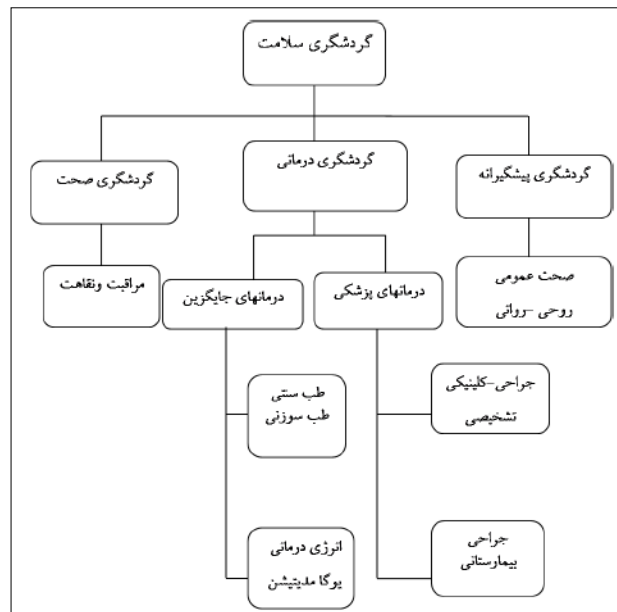 گردشگری سلامت
گردشگری پیشگیرانه
گردشگری درمانی
گردشگری صحت
صحت عمومی
روحی -روانی
درمانهای پزشکی
درمانهای جایگزین
مراقبت ونقاهت
جراحی-کلینیکی
تشخیصی
طب سنتی
طب سوزنی
جراحی
بیمارستانی
انرژی درمانی
یوگا مدیتیشن